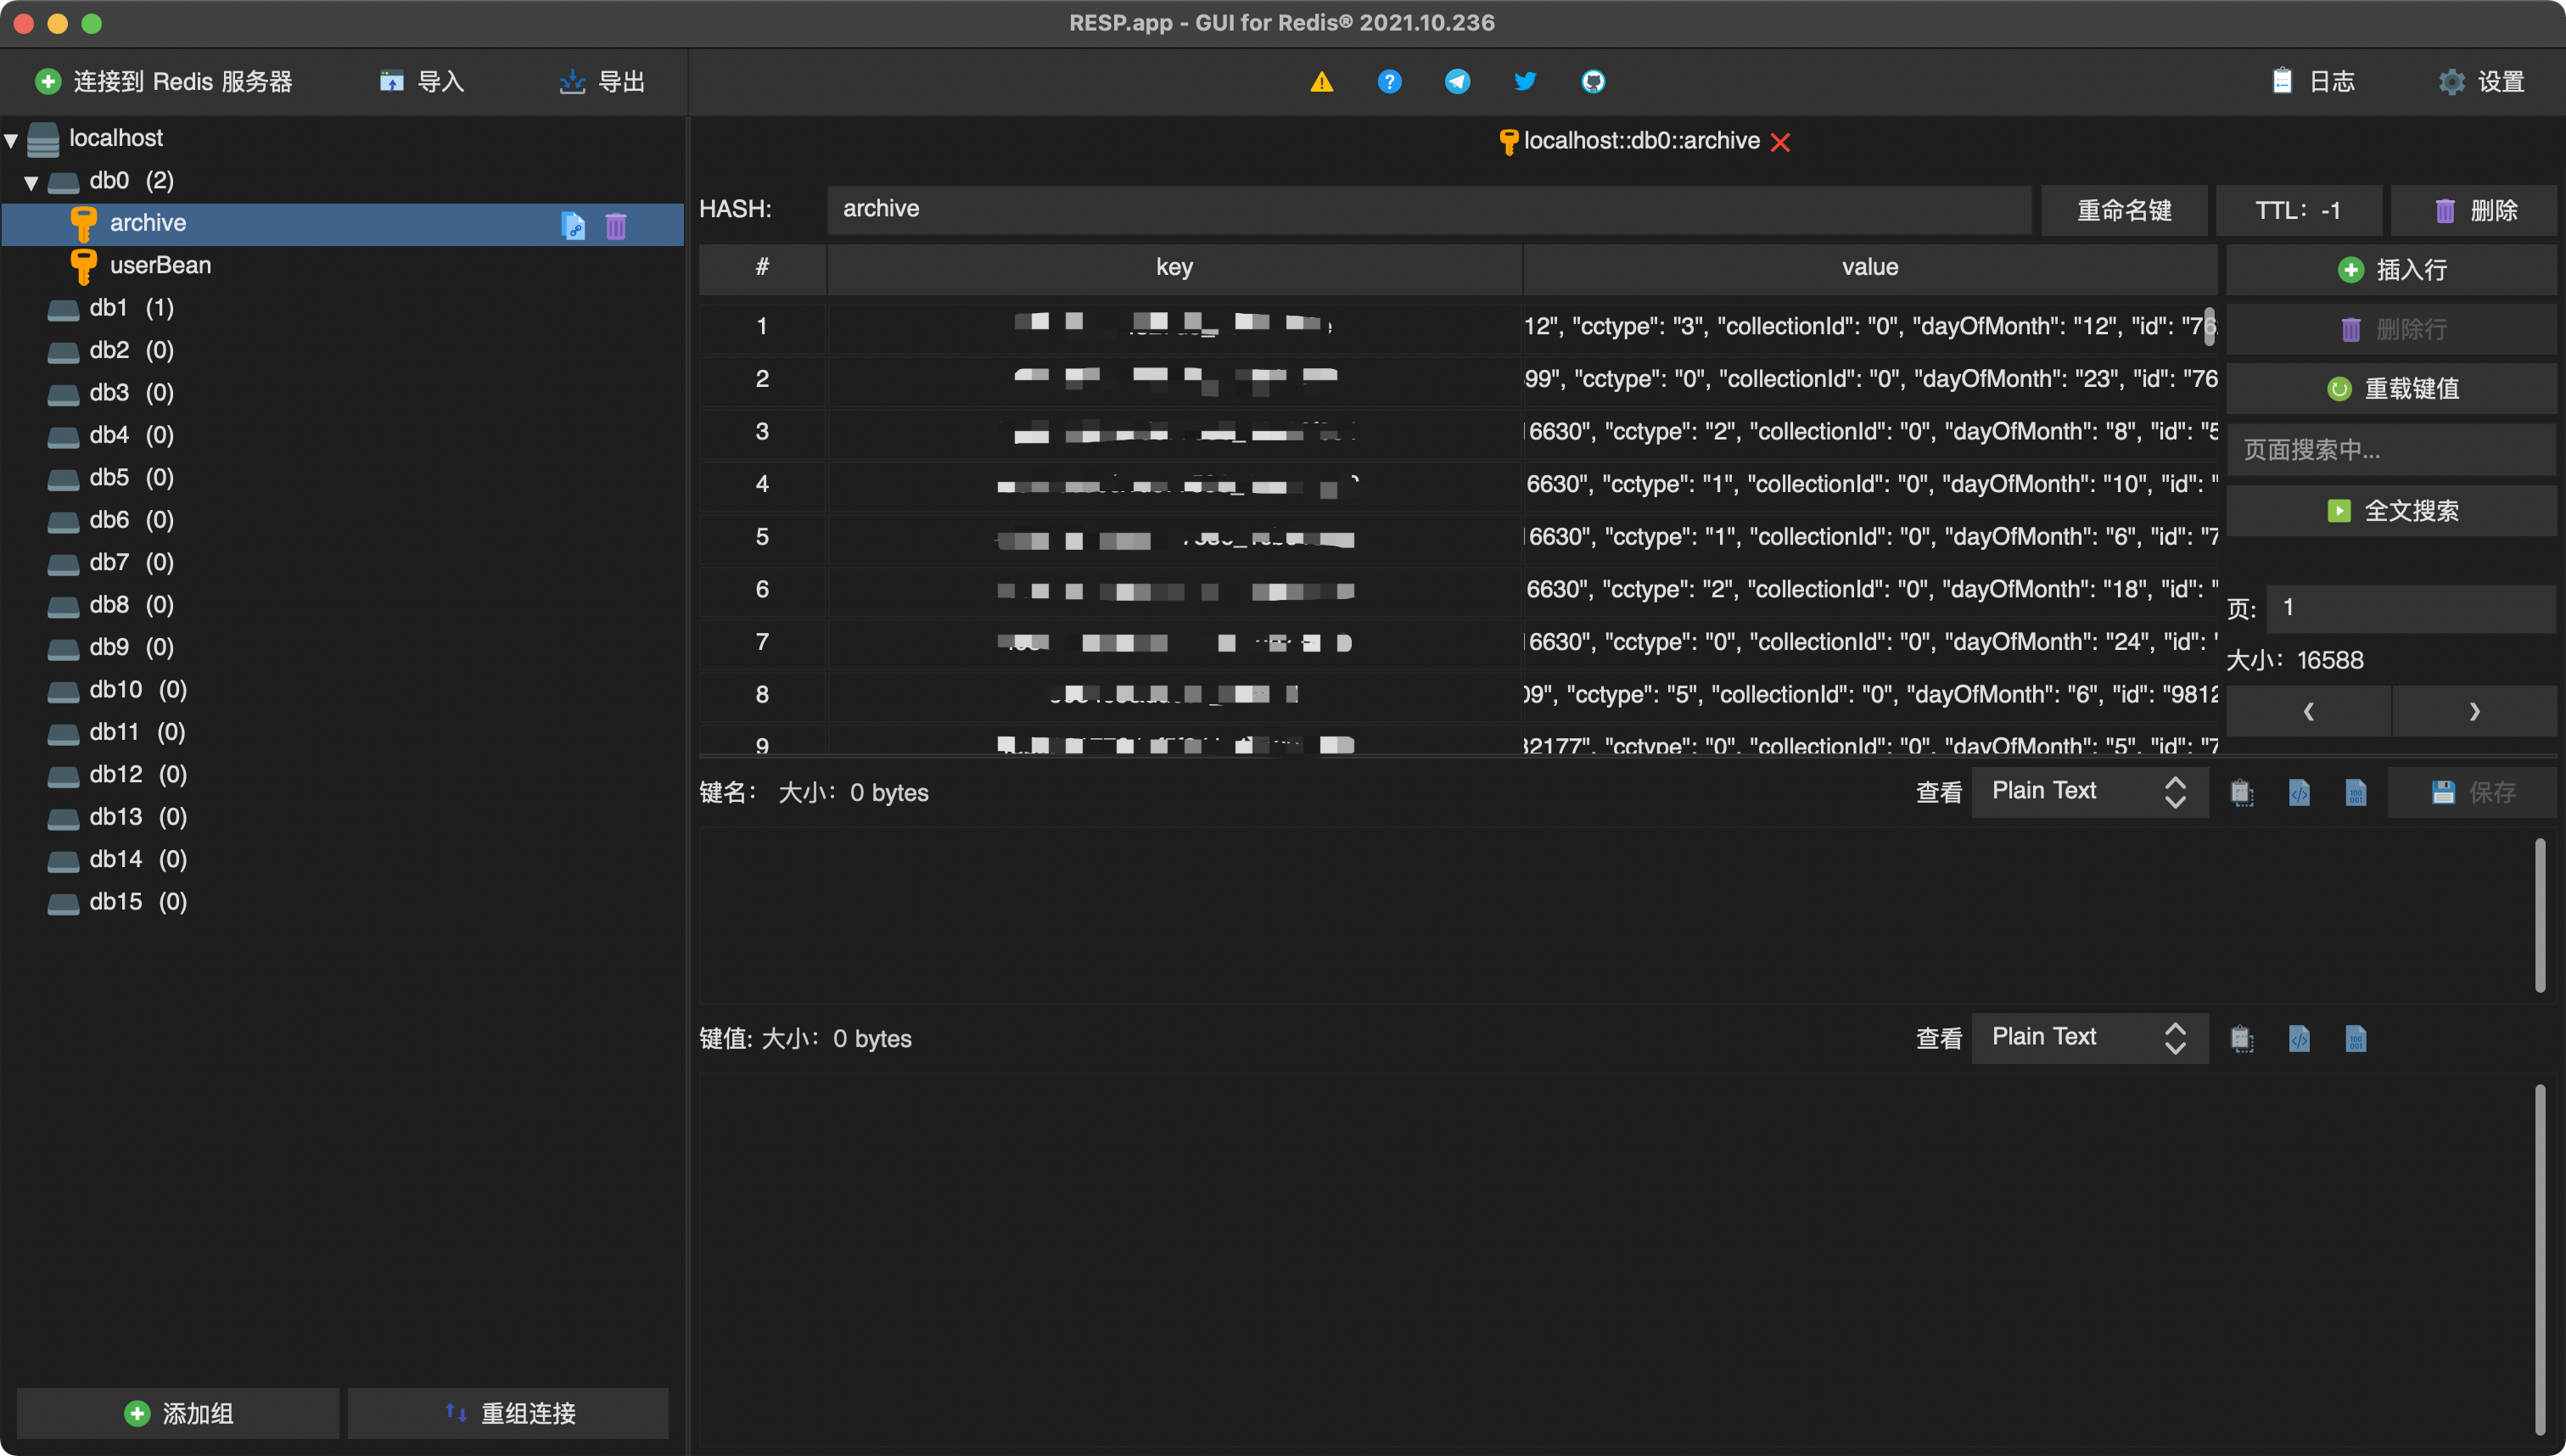 RESP.app - GUI for Redis® 2021.10.236
连接到 Redis 服务器 导入 导出 日志 设置
localhost
db0 (2)
archive
userBean
db1 (1)
db2 (0)
db3 (0)
db4 (0)
db5 (0)
db6 (0)
db7 (0)
db8 (0)
db9 (0)
db10 (0)
db11 (0)
db12 (0)
db13 (0)
db14 (0)
db15 (0)
添加组 重组连接
localhost::db0::archive
HASH: archive 重命名键 TTL：-1 删除
# key value
1 12", "cctype": "3", "collectionId": "0", "dayOfMonth": "12", "id": "76
2 99", "cctype": "0", "collectionId": "0", "dayOfMonth": "23", "id": "76
3 16630", "cctype": "2", "collectionId": "0", "dayOfMonth": "8", "id": "5
4 6630", "cctype": "1", "collectionId": "0", "dayOfMonth": "10", "id": "
5 6630", "cctype": "1", "collectionId": "0", "dayOfMonth": "6", "id": "7
6 6630", "cctype": "2", "collectionId": "0", "dayOfMonth": "18", "id": "
7 6630", "cctype": "0", "collectionId": "0", "dayOfMonth": "24", "id": "
8 09", "cctype": "5", "collectionId": "0", "dayOfMonth": "6", "id": "9812
9 32177", "cctype": "0", "collectionId": "0", "dayOfMonth": "5", "id": "7
插入行
删除行
重载键值
页面搜索中...
全文搜索
页: 1
大小：16588
键名： 大小：0 bytes 查看 Plain Text 保存
键值: 大小：0 bytes 查看 Plain Text